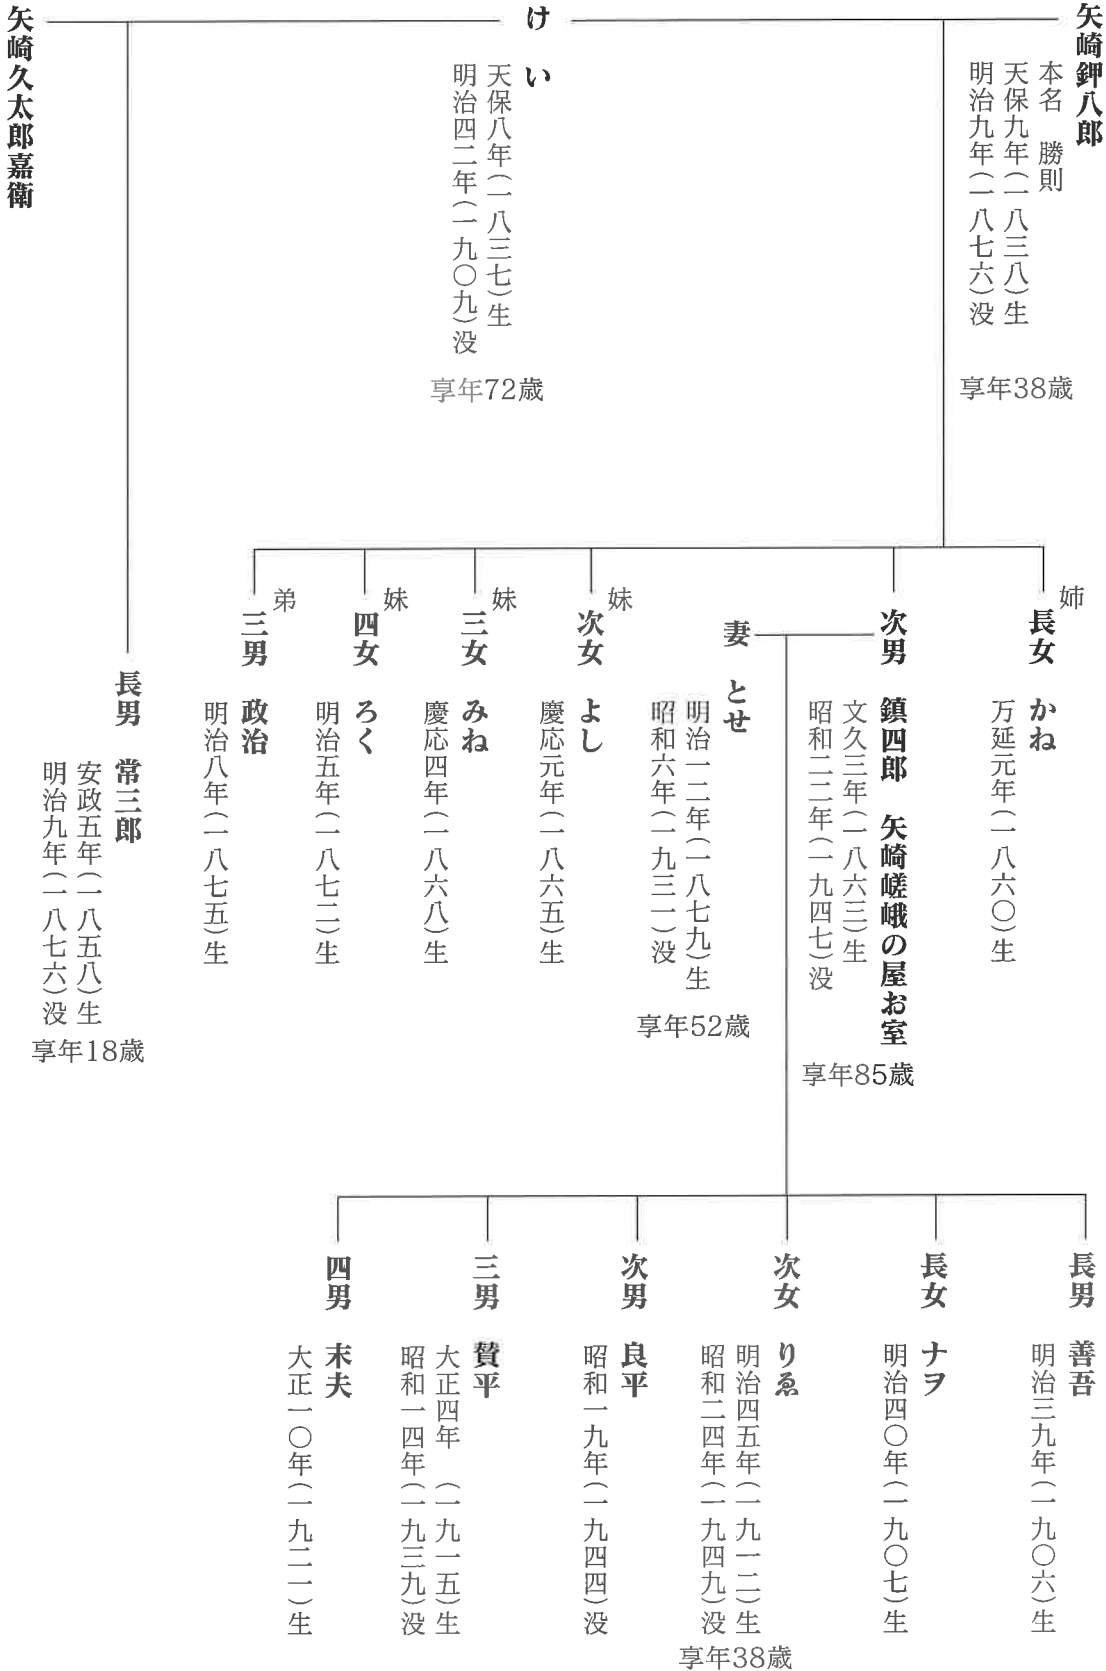 矢崎鉀八郎
本名 勝則
天保九年(一八三八)生
明治九年(一八七六)没
享年38歳
けい
天保八年(一八三七)生
明治四二年(一九〇九)没
享年72歳
矢崎久太郎嘉衛
姉
長女 かね
万延元年(一八六〇)生
次男 鎮四郎 矢崎嵯峨の屋お室
文久三年(一八六三)生
昭和二二年(一九四七)没
享年85歳
妻 とせ
明治一二年(一八七九)生
昭和六年(一九三一)没
享年52歳
妹
次女 よし
慶応元年(一八六五)生
妹
三女 みね
慶応四年(一八六八)生
妹
四女 ろく
明治五年(一八七二)生
弟
三男 政治
明治八年(一八七五)生
長男 常三郎
安政五年(一八五八)生
明治九年(一八七六)没
享年18歳
長男 善吾
明治三九年(一九〇六)生
長女 ナヲ
明治四〇年(一九〇七)生
次女 りゑ
明治四五年(一九一二)生
昭和二四年(一九四九)没
享年38歳
次男 良平
昭和一九年(一九四四)没
三男 賛平
大正四年 (一九一五)生
昭和一四年(一九三九)没
四男 末夫
大正一〇年(一九二一)生